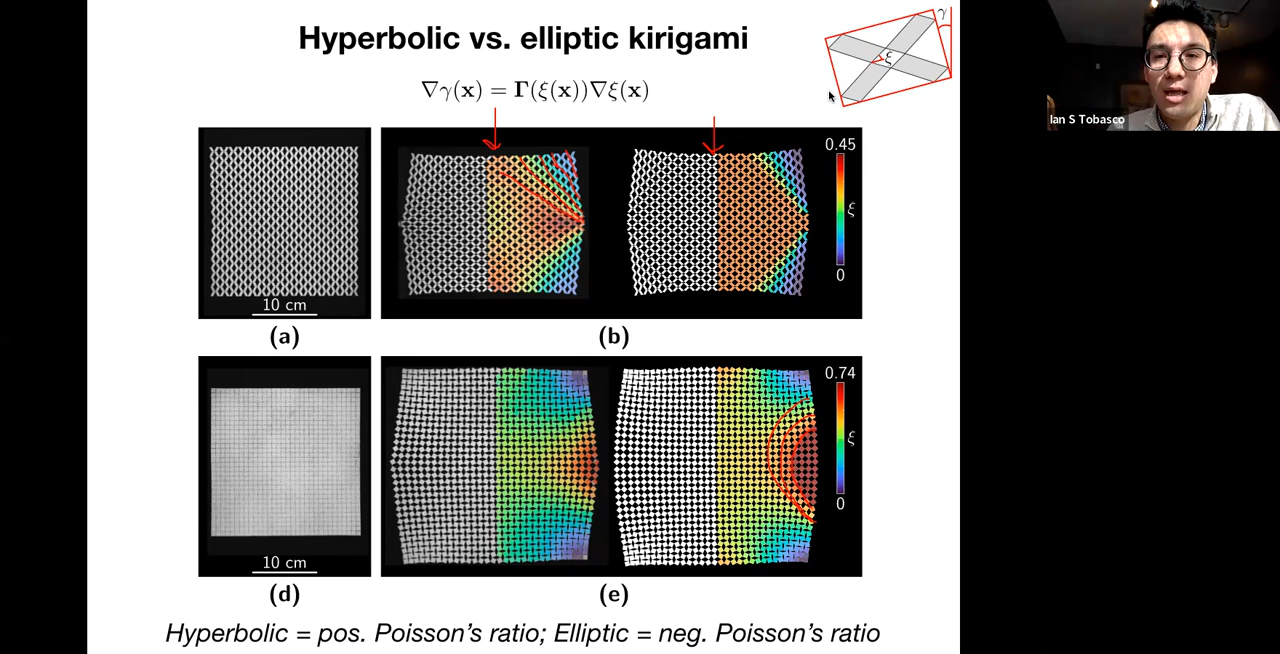 Hyperbolic vs. elliptic kirigami
γ
ξ
∇γ(x) = Γ(ξ(x))∇ξ(x)
Ian S Tobasco
0.45
ξ
0
10 cm
(a)
(b)
0.74
ξ
0
10 cm
(d)
(e)
Hyperbolic = pos. Poisson's ratio; Elliptic = neg. Poisson's ratio